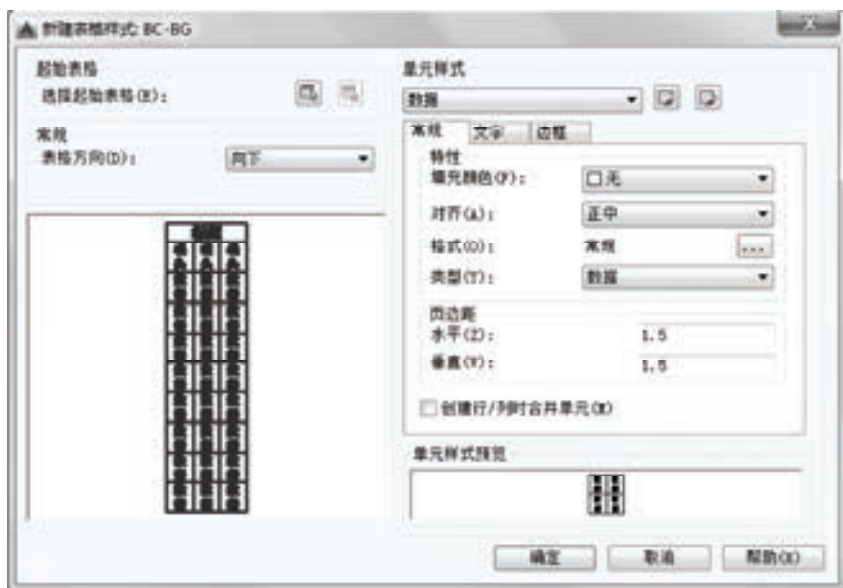 新建表格样式: BC-BG
起始表格
选择起始表格(E):
常规
表格方向(D):
向下
单元样式
数据
常规
文字
边框
特性
填充颜色(F):
无
对齐(A):
正中
格式(O):
常规
...
类型(T):
数据
页边距
水平(Z):
1.5
垂直(V):
1.5
创建行/列时合并单元(M)
单元样式预览
确定
取消
帮助(H)